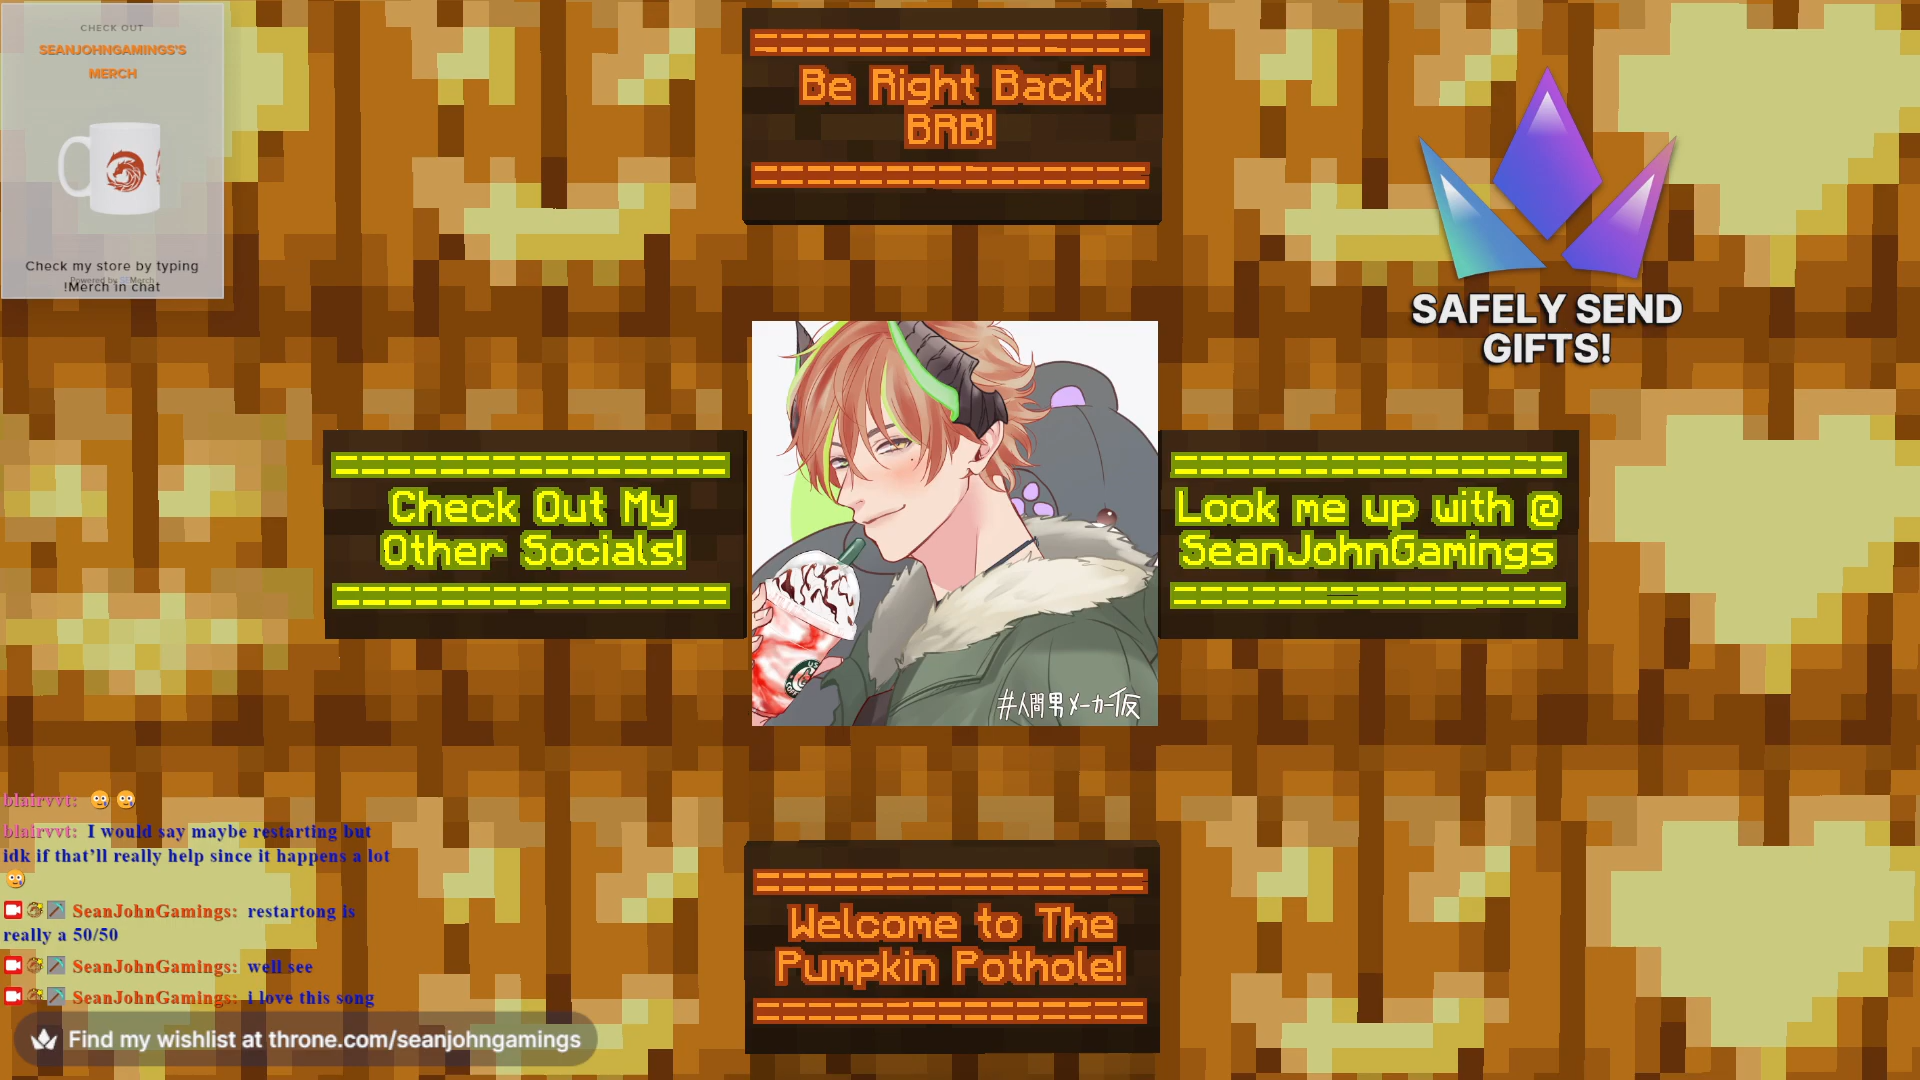 CHECK OUT
SEANJOHNGAMINGS'S
MERCH
Check my store by typing
Powered by Merch
!Merch in chat
==================
Be Right Back!
BRB!
==================
SAFELY SEND
GIFTS!
==================
Check Out My
Other Socials!
==================
==================
Look me up with @
SeanJohnGamings
==================
#人間男メーカー仮
blairvvt: 🥲 🥲
blairvvt: I would say maybe restarting but
idk if that’ll really help since it happens a lot
🥲
SeanJohnGamings: restartong is
really a 50/50
SeanJohnGamings: well see
SeanJohnGamings: i love this song
Find my wishlist at throne.com/seanjohngamings
==================
Welcome to The
Pumpkin Pothole!
==================